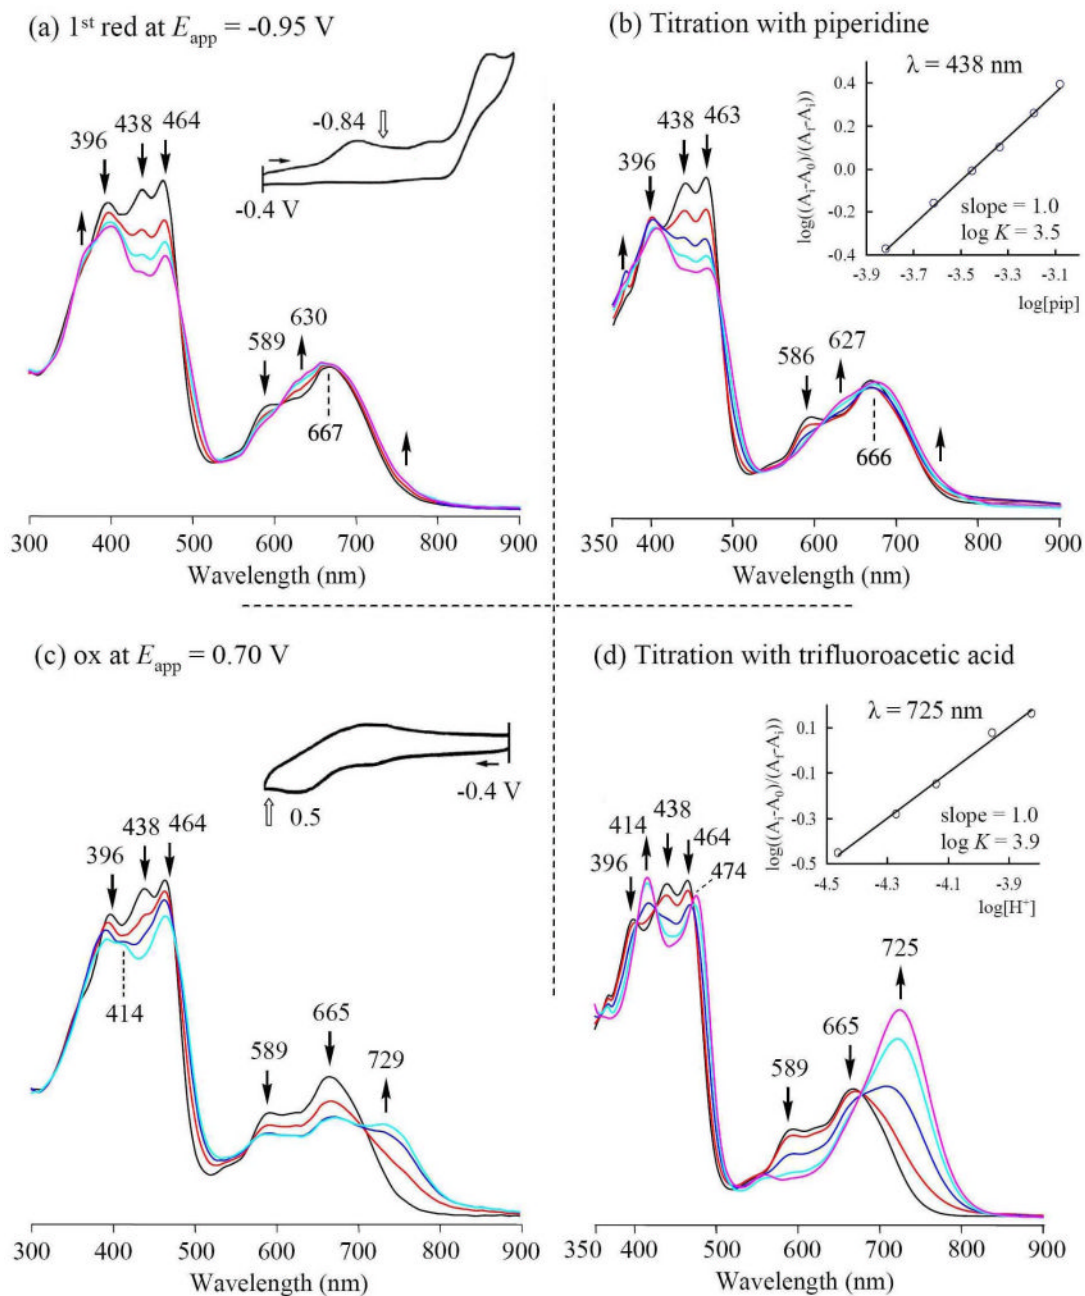 (a) 1st red at Eapp = -0.95 V
-0.84
-0.4 V
396
438
464
589
630
667
300 400 500 600 700 800 900
Wavelength (nm)
(b) Titration with piperidine
λ = 438 nm
log((Ai-A0)/(Af-Ai))
0.4
0.2
0.0
-0.2
-0.4
slope = 1.0
log K = 3.5
-3.9 -3.7 -3.5 -3.3 -3.1
log[pip]
396
438
463
586
627
666
350 400 500 600 700 800 900
Wavelength (nm)
(c) ox at Eapp = 0.70 V
0.5
-0.4 V
396
438
464
414
589
665
729
300 400 500 600 700 800 900
Wavelength (nm)
(d) Titration with trifluoroacetic acid
λ = 725 nm
log((Ai-A0)/(Af-Ai))
0.1
-0.1
-0.3
-0.5
slope = 1.0
log K = 3.9
-4.5 -4.3 -4.1 -3.9
log[H+]
396
414
438
464
474
589
665
725
350 400 500 600 700 800 900
Wavelength (nm)